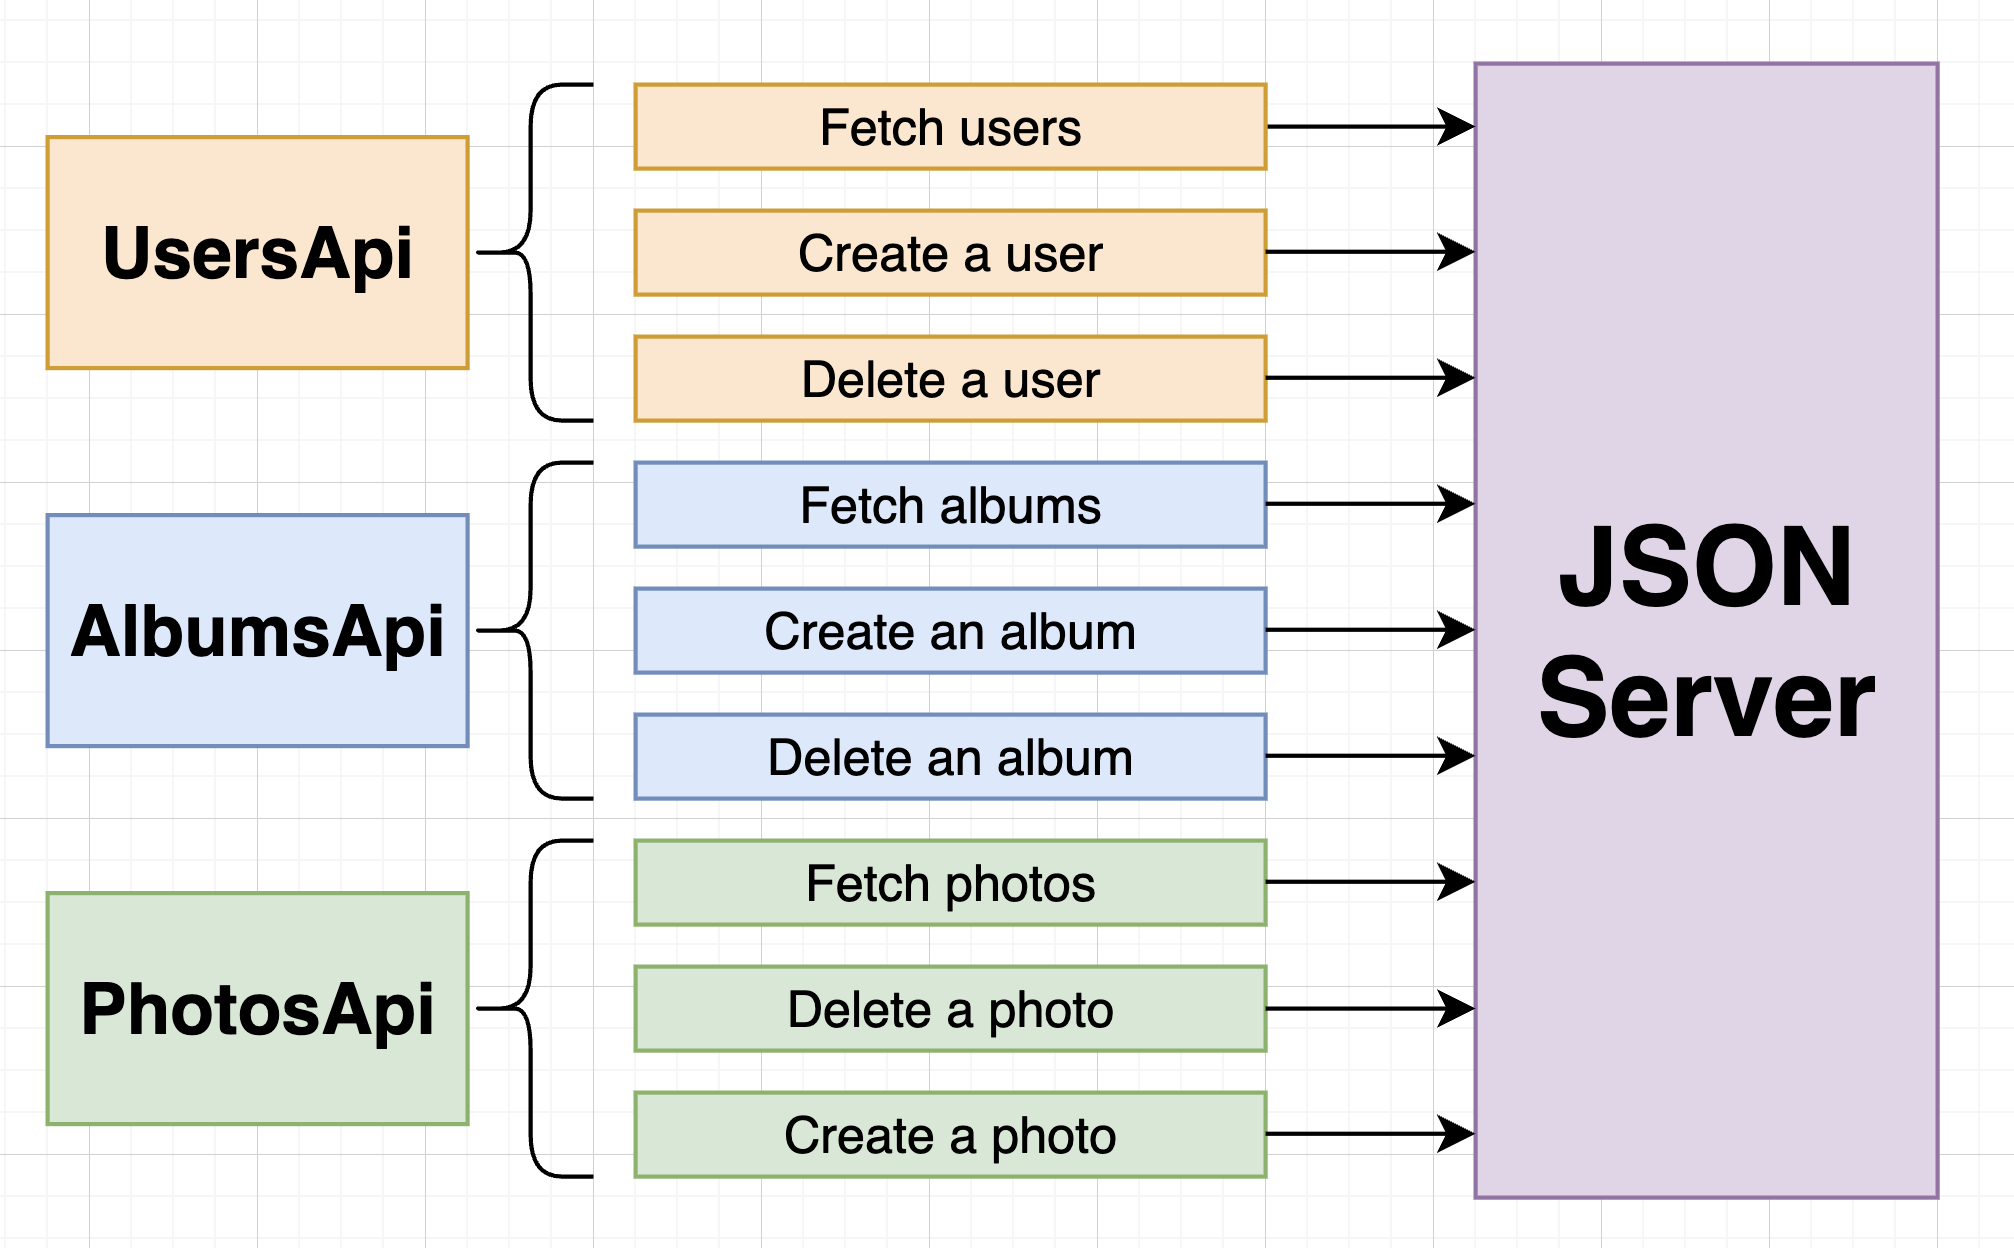 UsersApi
Fetch users
Create a user
Delete a user
AlbumsApi
Fetch albums
Create an album
Delete an album
PhotosApi
Fetch photos
Delete a photo
Create a photo
JSON
Server